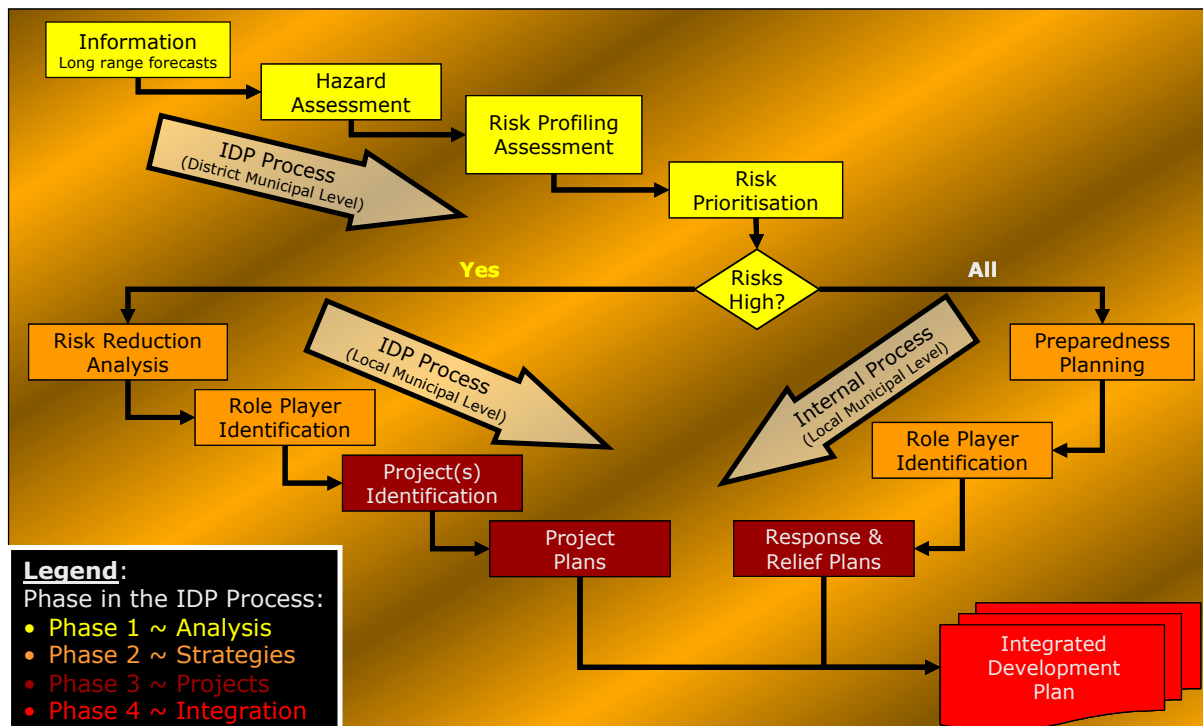 Information
Long range forecasts
Hazard
Assessment
Risk Profiling
Assessment
IDP Process
(District Municipal Level)
Risk
Prioritisation
Yes
Risks
High?
All
Risk Reduction
Analysis
IDP Process
(Local Municipal Level)
Internal Process
(Local Municipal Level)
Preparedness
Planning
Role Player
Identification
Role Player
Identification
Project(s)
Identification
Project
Plans
Response &
Relief Plans
Legend:
Phase in the IDP Process:
• Phase 1 ~ Analysis
• Phase 2 ~ Strategies
• Phase 3 ~ Projects
• Phase 4 ~ Integration
Integrated
Development
Plan